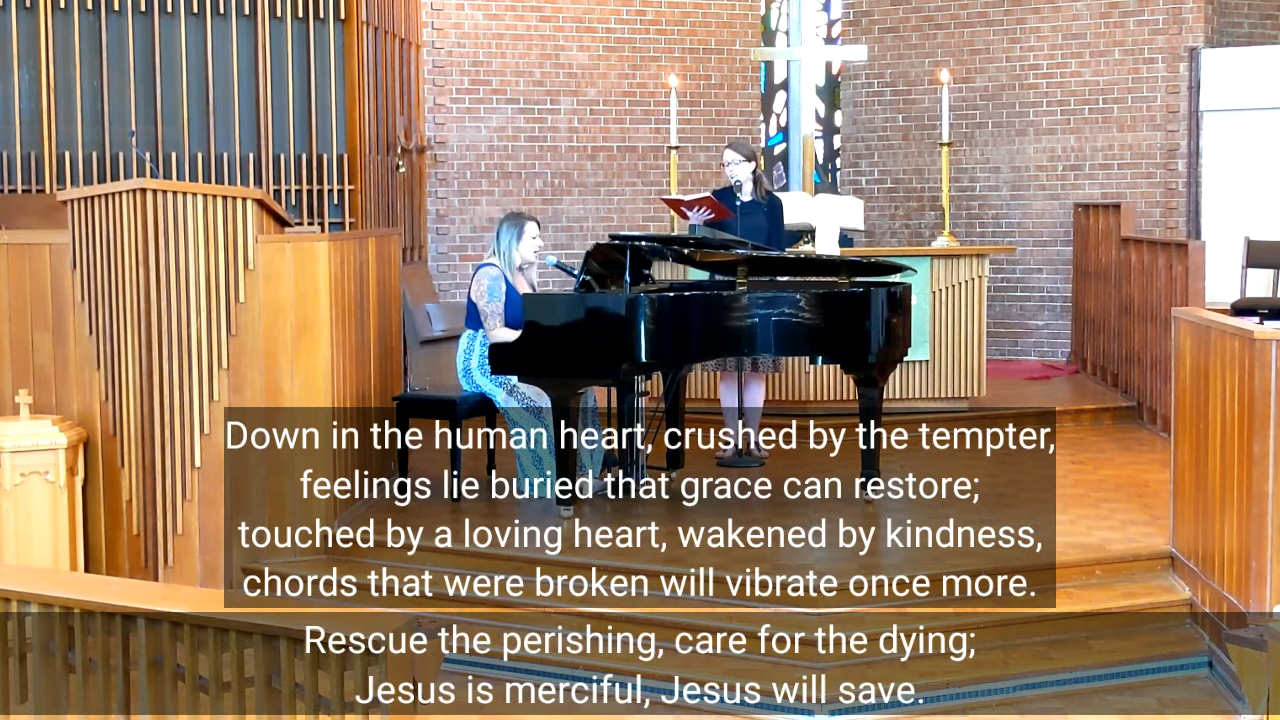 Down in the human heart, crushed by the tempter,
feelings lie buried that grace can restore;
touched by a loving heart, wakened by kindness,
chords that were broken will vibrate once more.
Rescue the perishing, care for the dying;
Jesus is merciful, Jesus will save.